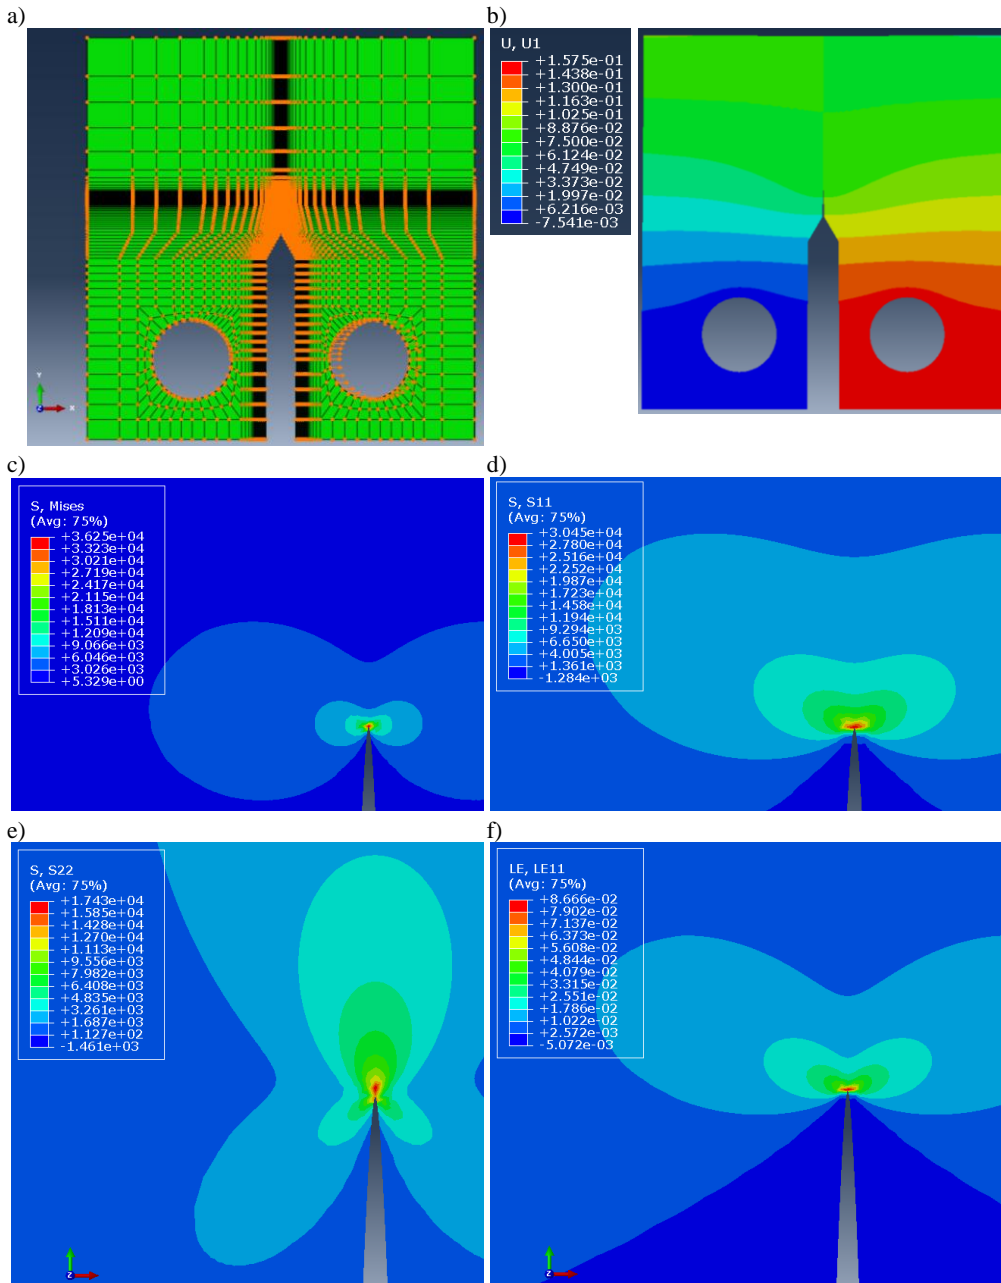 a)
b)
Y
Z
X
U, U1
+1.575e-01
+1.438e-01
+1.300e-01
+1.163e-01
+1.025e-01
+8.876e-02
+7.500e-02
+6.124e-02
+4.749e-02
+3.373e-02
+1.997e-02
+6.216e-03
-7.541e-03
c)
d)
S, Mises
(Avg: 75%)
+3.625e+04
+3.323e+04
+3.021e+04
+2.719e+04
+2.417e+04
+2.115e+04
+1.813e+04
+1.511e+04
+1.209e+04
+9.066e+03
+6.046e+03
+3.026e+03
+5.329e+00
S, S11
(Avg: 75%)
+3.045e+04
+2.780e+04
+2.516e+04
+2.252e+04
+1.987e+04
+1.723e+04
+1.458e+04
+1.194e+04
+9.294e+03
+6.650e+03
+4.005e+03
+1.361e+03
-1.284e+03
e)
f)
S, S22
(Avg: 75%)
+1.743e+04
+1.585e+04
+1.428e+04
+1.270e+04
+1.113e+04
+9.556e+03
+7.982e+03
+6.408e+03
+4.835e+03
+3.261e+03
+1.687e+03
+1.127e+02
-1.461e+03
Z
LE, LE11
(Avg: 75%)
+8.666e-02
+7.902e-02
+7.137e-02
+6.373e-02
+5.608e-02
+4.844e-02
+4.079e-02
+3.315e-02
+2.551e-02
+1.786e-02
+1.022e-02
+2.572e-03
-5.072e-03
Z